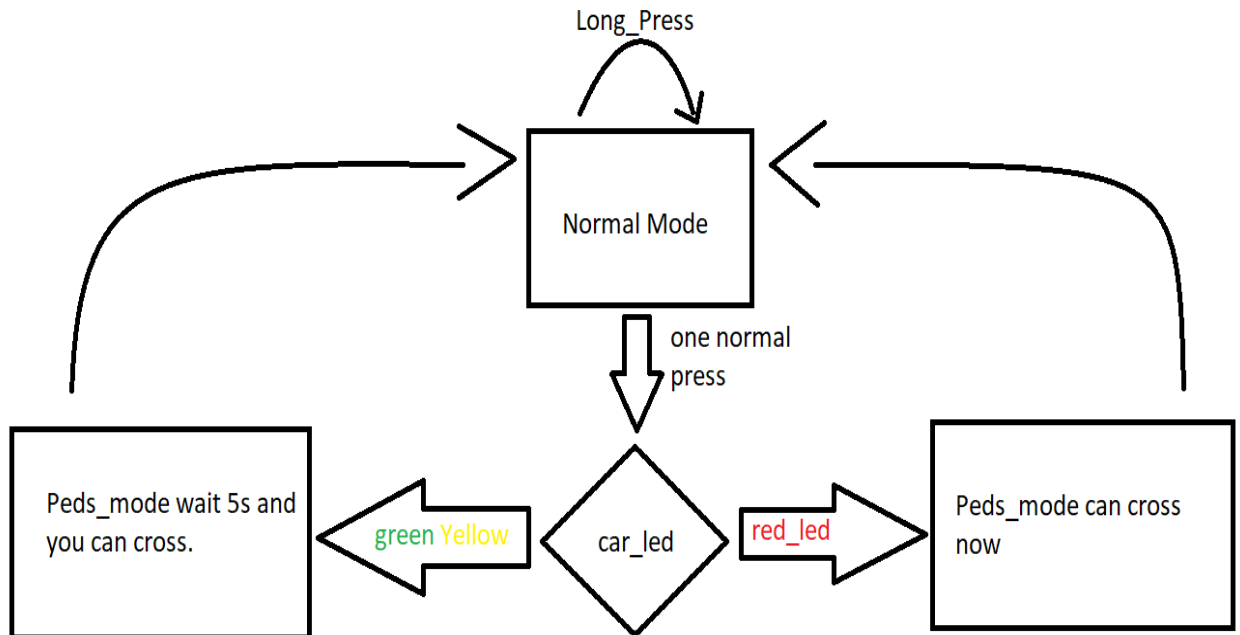 Long_Press
Normal Mode
one normal
press
Peds_mode wait 5s and
you can cross.
green Yellow
car_led
red_led
Peds_mode can cross
now